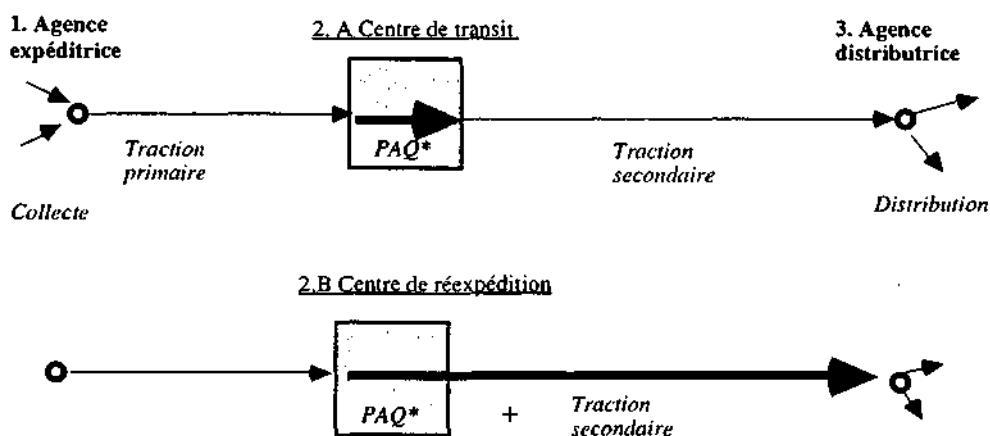 1. Agence
expéditrice
2. A Centre de transit
3. Agence
distributrice
PAQ*
Traction
primaire
Traction
secondaire
Collecte
Distribution
2.B Centre de réexpédition
PAQ*
+
Traction
secondaire